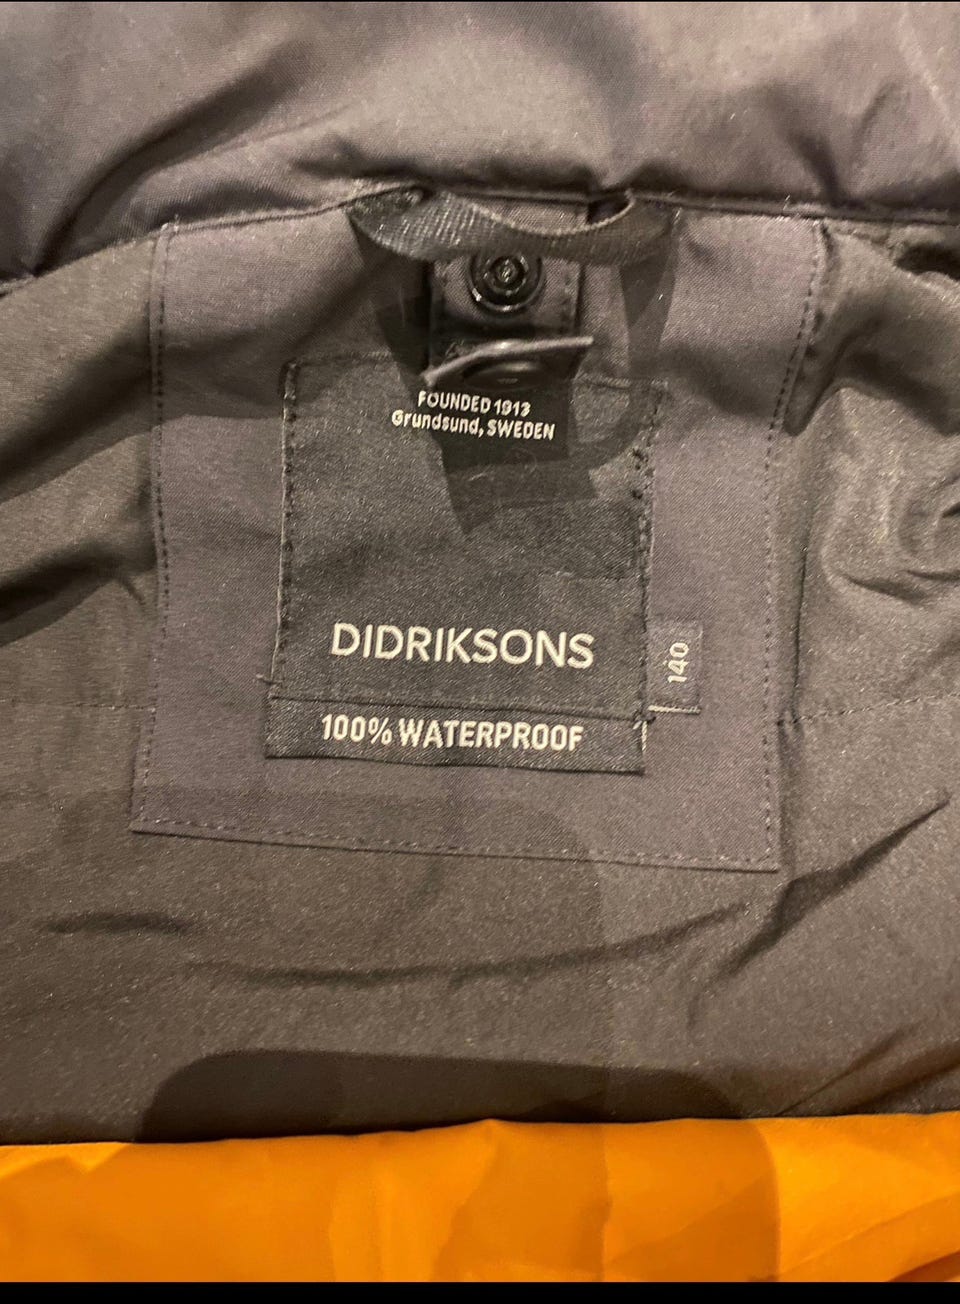 FOUNDED 1913
Grundsund, SWEDEN
DIDRIKSONS
140
100% WATERPROOF